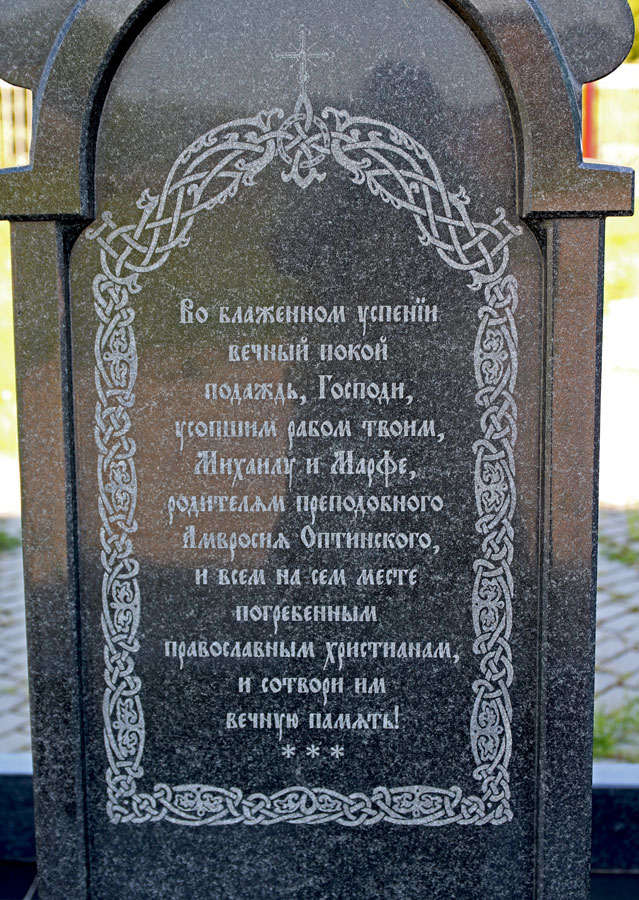 Во блаженном успенїи
вечный покой
подаждь, Господи,
усопшим рабом твоим,
Михаилу и Марфе,
родителям преподобного
Амвросия Оптинского,
и всем на сем месте
погребенным
православным христианам,
и сотвори им
вечную память!
* * *